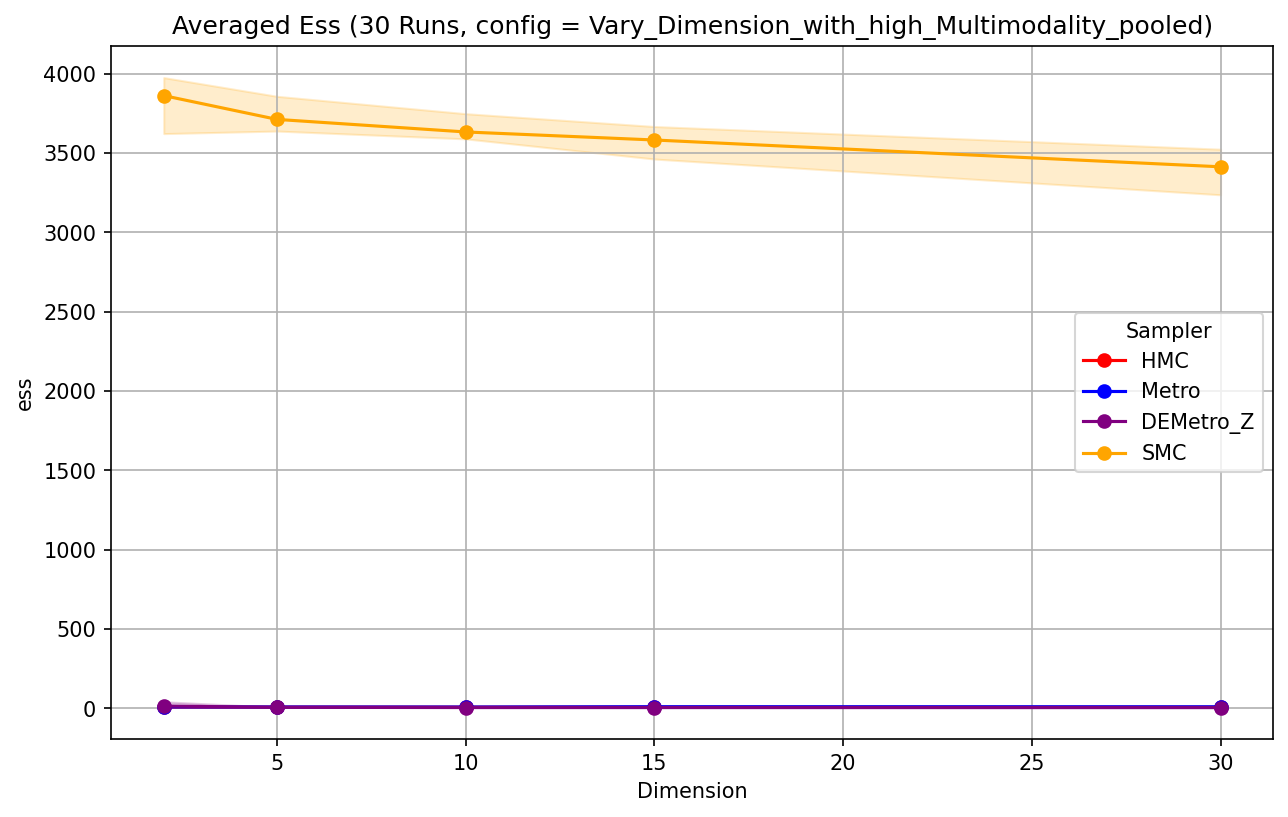 Averaged Ess (30 Runs, config = Vary_Dimension_with_high_Multimodality_pooled)
4000
3500
3000
2500
2000
1500
1000
500
0
ess
Sampler
HMC
Metro
DEMetro_Z
SMC
5 10 15 20 25 30
Dimension